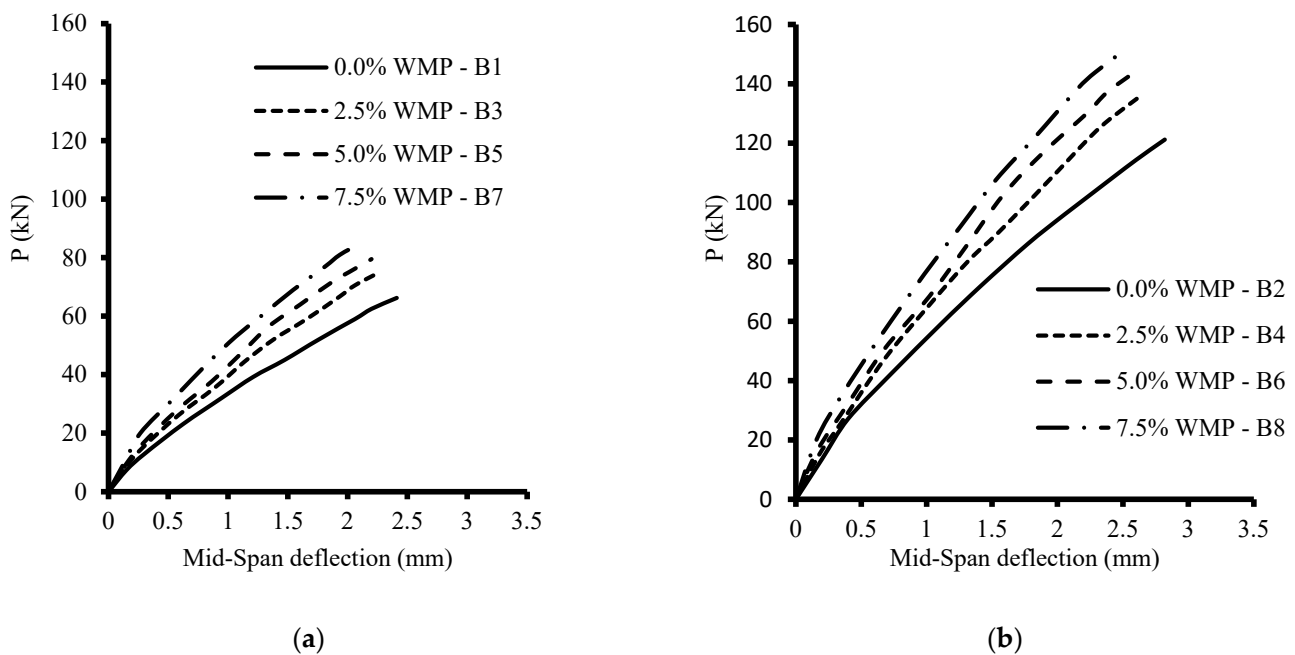 160
140
120
100
80
60
40
20
0
P (kN)
0.0% WMP - B1
2.5% WMP - B3
5.0% WMP - B5
7.5% WMP - B7
0 0.5 1 1.5 2 2.5 3 3.5
Mid-Span deflection (mm)
(a)
160
140
120
100
80
60
40
20
0
P (kN)
0.0% WMP - B2
2.5% WMP - B4
5.0% WMP - B6
7.5% WMP - B8
0 0.5 1 1.5 2 2.5 3 3.5
Mid-Span deflection (mm)
(b)